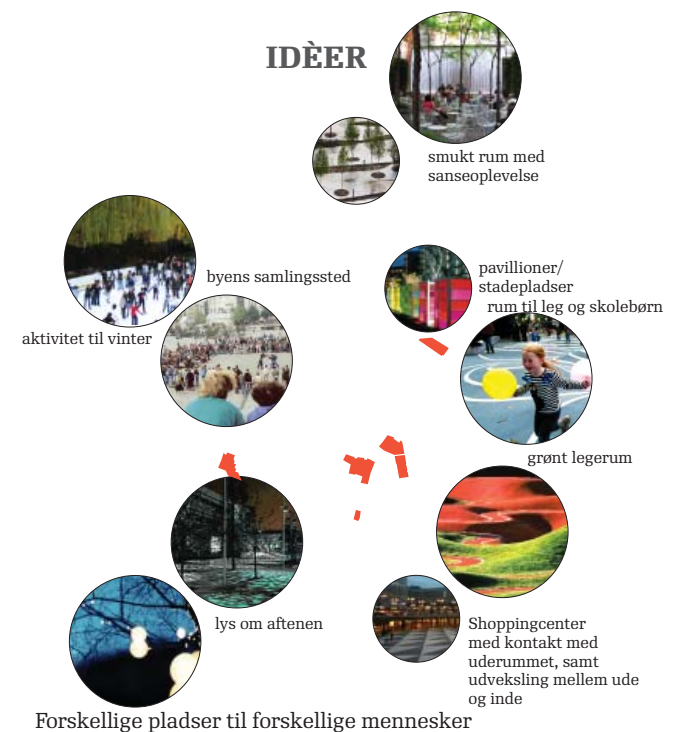 IDÈER
smukt rum med
sanseoplevelse
byens samlingssted
pavillioner/
stadepladser
rum til leg og skolebørn
aktivitet til vinter
grønt legerum
lys om aftenen
Shoppingcenter
med kontakt med
uderummet, samt
udveksling mellem ude
og inde
Forskellige pladser til forskellige mennesker